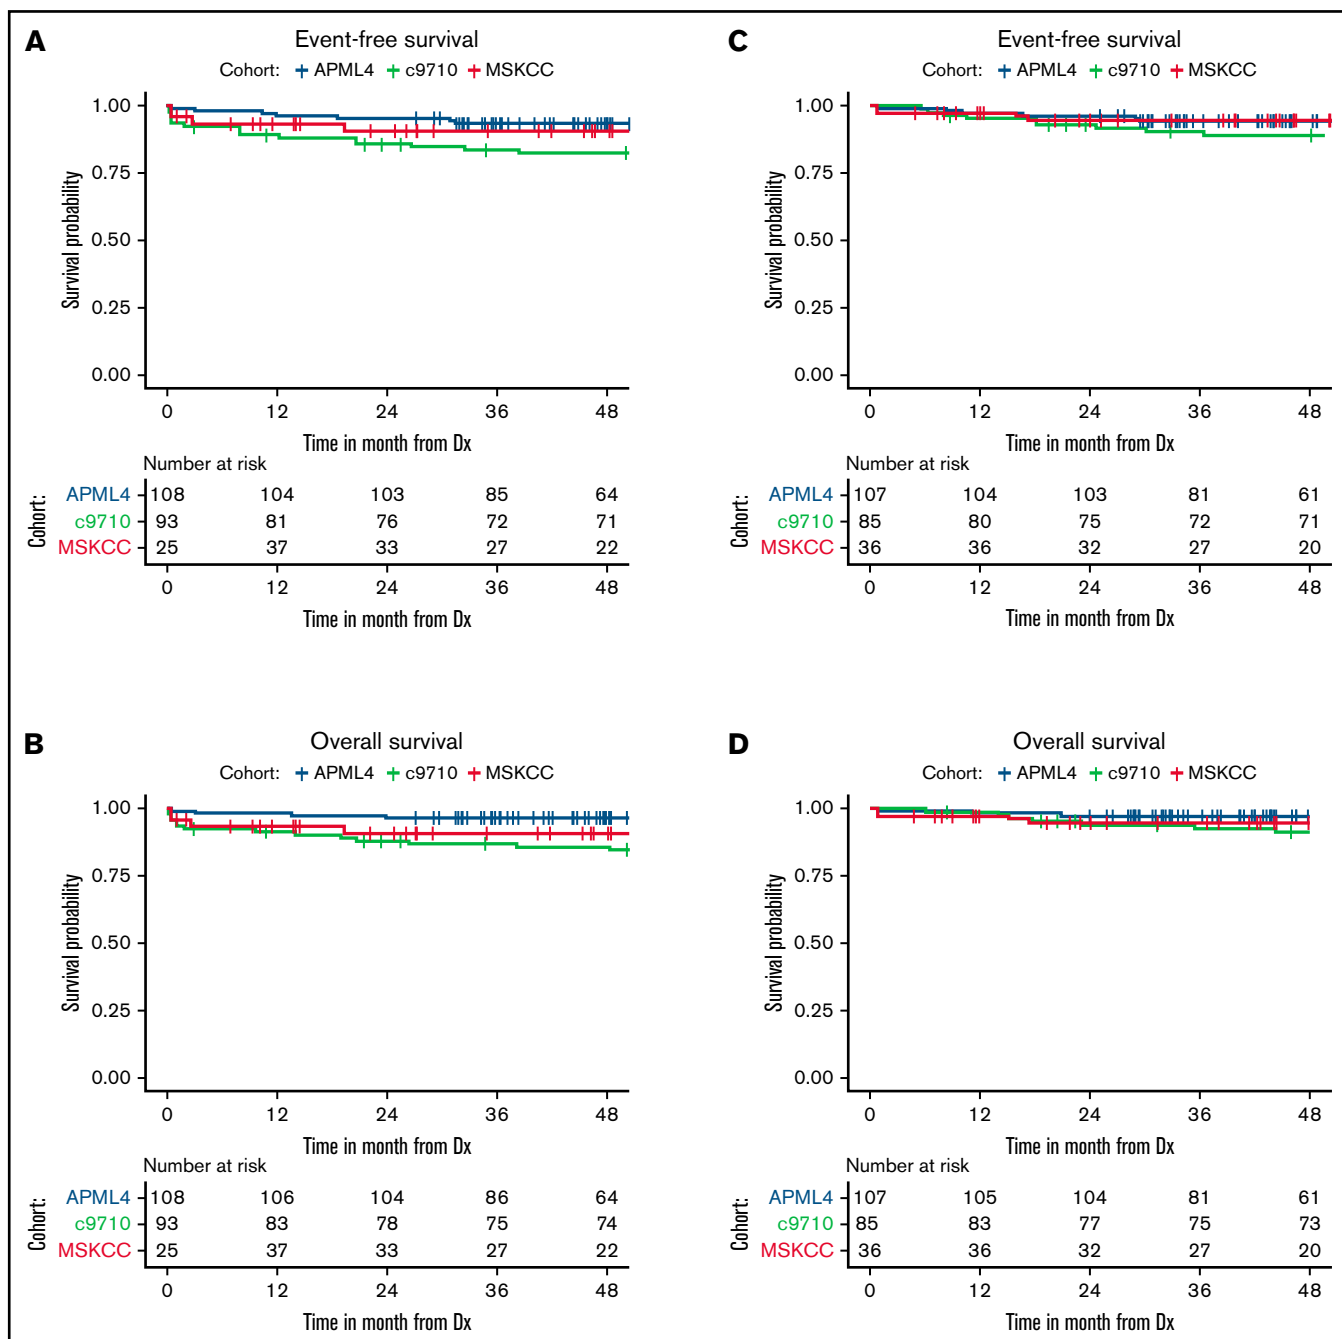 A
Event-free survival
Cohort: APML4 c9710 MSKCC
Survival probability
1.00
0.75
0.50
0.25
0.00
0 12 24 36 48
Time in month from Dx
Number at risk
Cohort:
APML4 108 104 103 85 64
c9710 93 81 76 72 71
MSKCC 25 37 33 27 22
0 12 24 36 48
Time in month from Dx
C
Event-free survival
Cohort: APML4 c9710 MSKCC
Survival probability
1.00
0.75
0.50
0.25
0.00
0 12 24 36 48
Time in month from Dx
Number at risk
Cohort:
APML4 107 104 103 81 61
c9710 85 80 75 72 71
MSKCC 36 36 32 27 20
0 12 24 36 48
Time in month from Dx
B
Overall survival
Cohort: APML4 c9710 MSKCC
Survival probability
1.00
0.75
0.50
0.25
0.00
0 12 24 36 48
Time in month from Dx
Number at risk
Cohort:
APML4 108 106 104 86 64
c9710 93 83 78 75 74
MSKCC 25 37 33 27 22
0 12 24 36 48
Time in month from Dx
D
Overall survival
Cohort: APML4 c9710 MSKCC
Survival probability
1.00
0.75
0.50
0.25
0.00
0 12 24 36 48
Time in month from Dx
Number at risk
Cohort:
APML4 107 105 104 81 61
c9710 85 83 77 75 73
MSKCC 36 36 32 27 20
0 12 24 36 48
Time in month from Dx